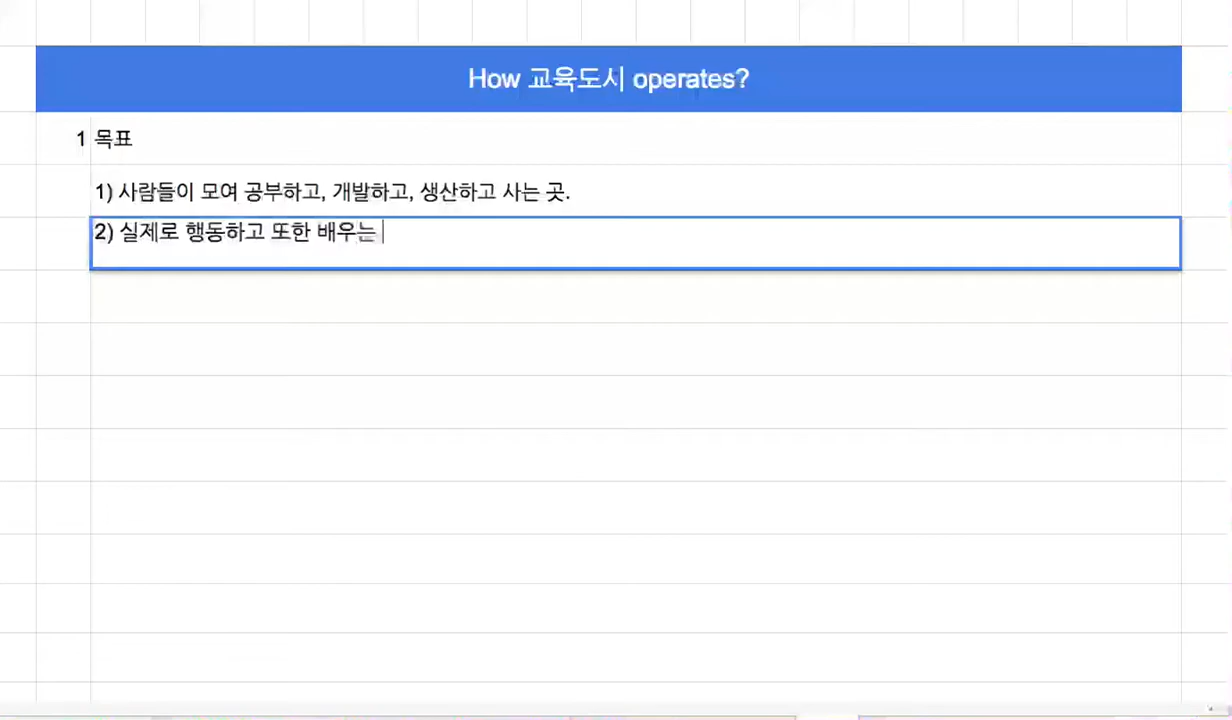 How 교육도시 operates?
1 목표
1) 사람들이 모여 공부하고, 개발하고, 생산하고 사는 곳.
2) 실제로 행동하고 또한 배우는